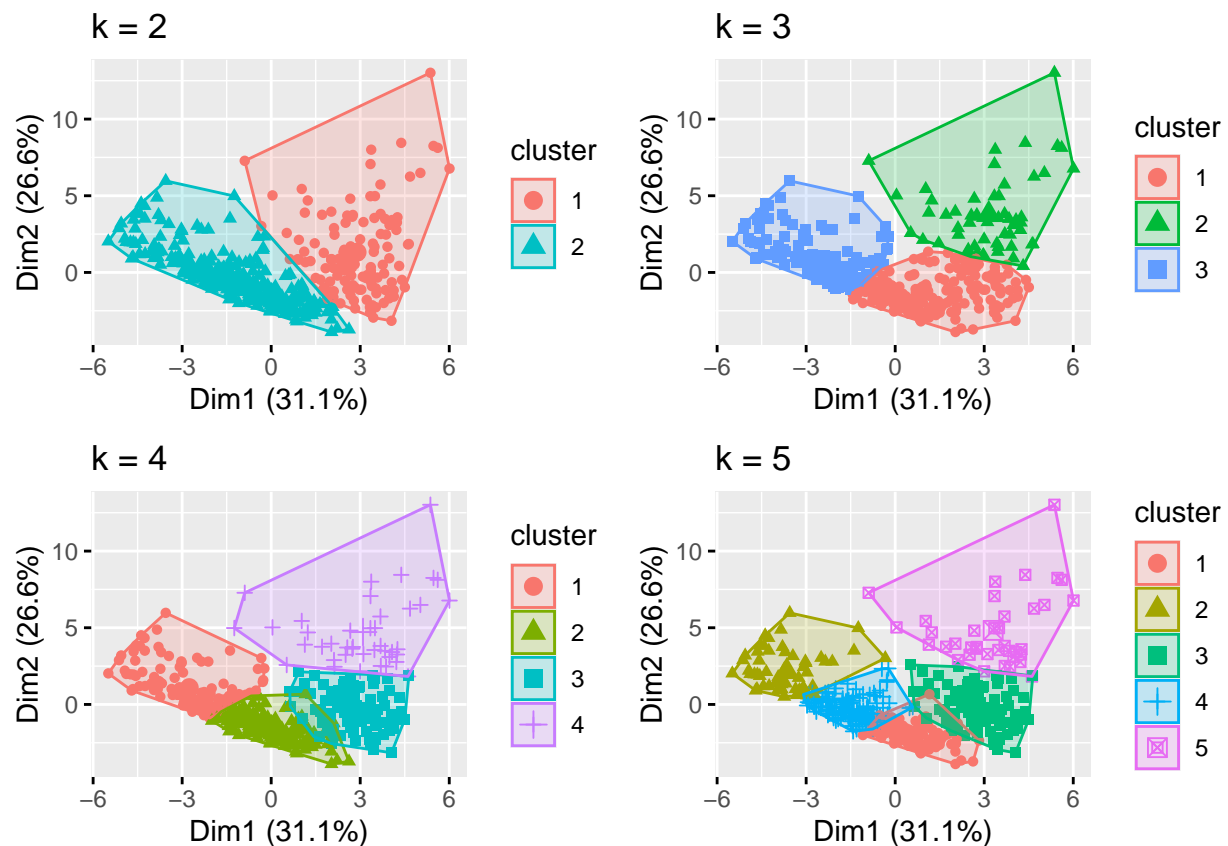 k = 2
Dim2 (26.6%)
10
5
0
−6
−3
0
3
6
Dim1 (31.1%)
cluster
1
2
k = 3
Dim2 (26.6%)
10
5
0
−6
−3
0
3
6
Dim1 (31.1%)
cluster
1
2
3
k = 4
Dim2 (26.6%)
10
5
0
−6
−3
0
3
6
Dim1 (31.1%)
cluster
1
2
3
4
k = 5
Dim2 (26.6%)
10
5
0
−6
−3
0
3
6
Dim1 (31.1%)
cluster
1
2
3
4
5